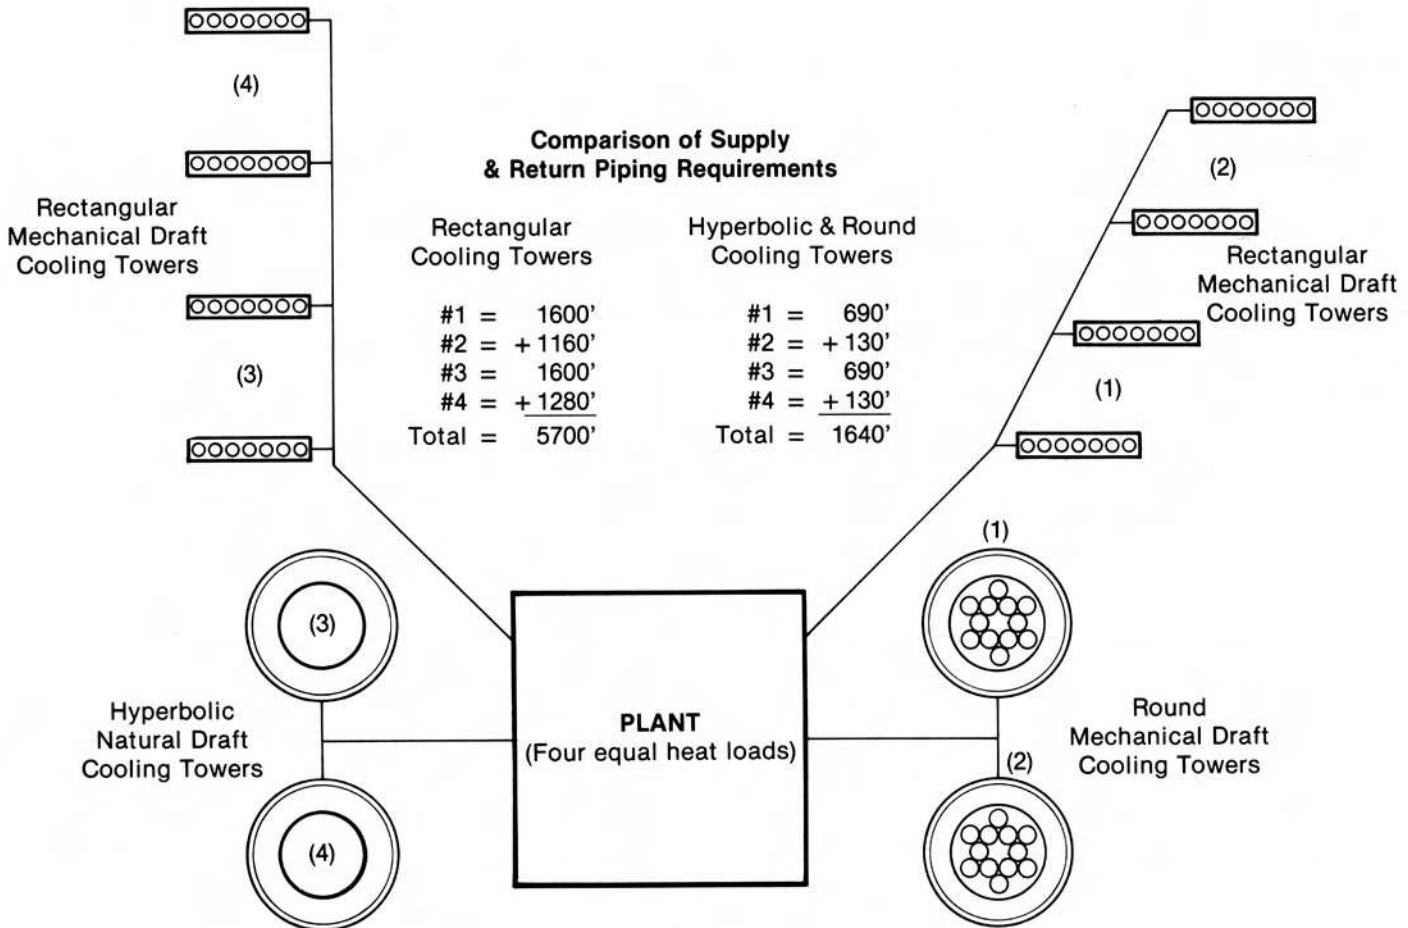 (4)
Comparison of Supply
& Return Piping Requirements
(2)
Rectangular
Mechanical Draft
Cooling Towers
Rectangular
Cooling Towers
Hyperbolic & Round
Cooling Towers
Rectangular
Mechanical Draft
Cooling Towers
#1 = 1600' #1 = 690'
#2 = + 1160' #2 = + 130'
#3 = 1600' #3 = 690'
#4 = + 1280' #4 = + 130'
Total = 5700' Total = 1640'
(3)
(1)
(1)
(3)
Hyperbolic
Natural Draft
Cooling Towers
PLANT
(Four equal heat loads)
Round
Mechanical Draft
Cooling Towers
(2)
(4)